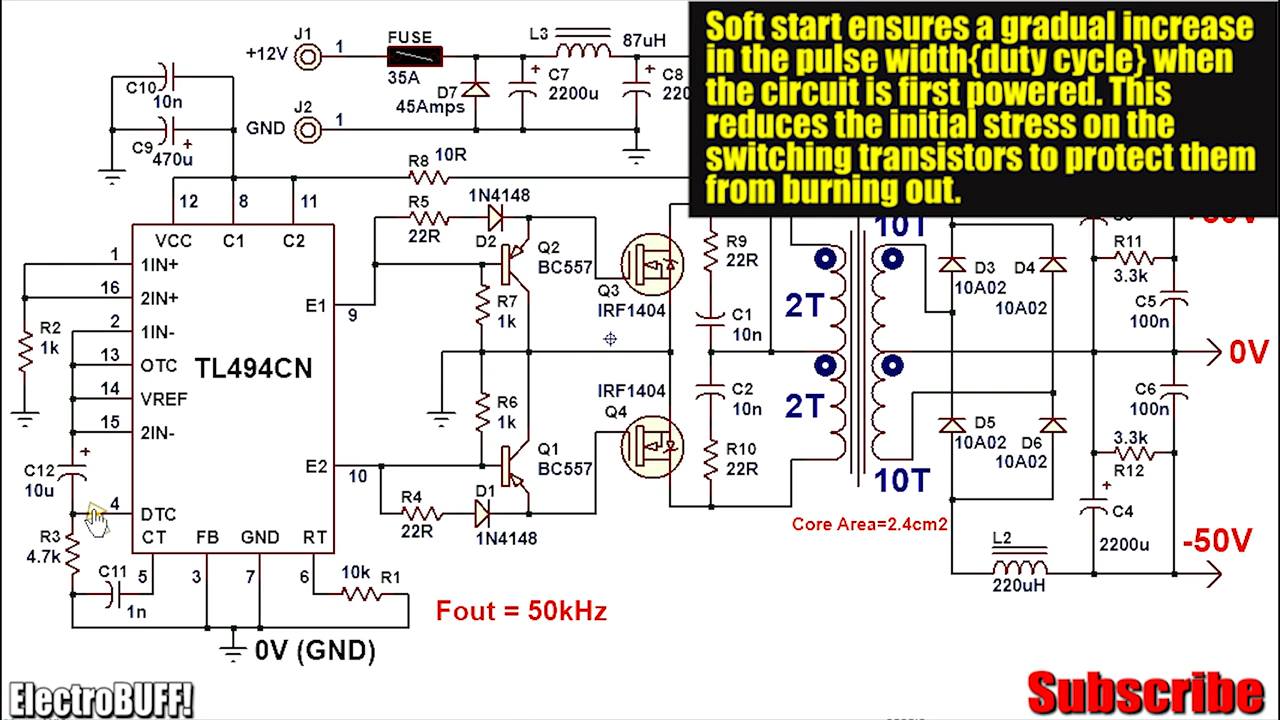 Soft start ensures a gradual increase
in the pulse width{duty cycle} when
the circuit is first powered. This
reduces the initial stress on the
switching transistors to protect them
from burning out.
J1
+12V
1
FUSE
35A
L3
87uH
D7
45Amps
C7
2200u
C8
J2
GND
1
C10
10n
C9
470u
R8
10R
12
8
11
VCC
C1
C2
TL494CN
1
1IN+
16
2IN+
2
1IN-
13
OTC
14
VREF
15
2IN-
4
DTC
CT
FB
GND
RT
5
3
7
6
E1
9
E2
10
R2
1k
C12
10u
R3
4.7k
C11
1n
10k
R1
0V (GND)
Fout = 50kHz
R5
22R
1N4148
D2
Q2
BC557
R7
1k
R6
1k
Q1
BC557
R4
22R
D1
1N4148
Q3
IRF1404
IRF1404
Q4
R9
22R
C1
10n
C2
10n
R10
22R
2T
2T
10T
10T
Core Area=2.4cm2
D3
10A02
D4
10A02
D5
10A02
D6
10A02
R11
3.3k
C5
100n
0V
C6
100n
3.3k
R12
C4
2200u
L2
220uH
-50V
ElectroBUFF!
Subscribe